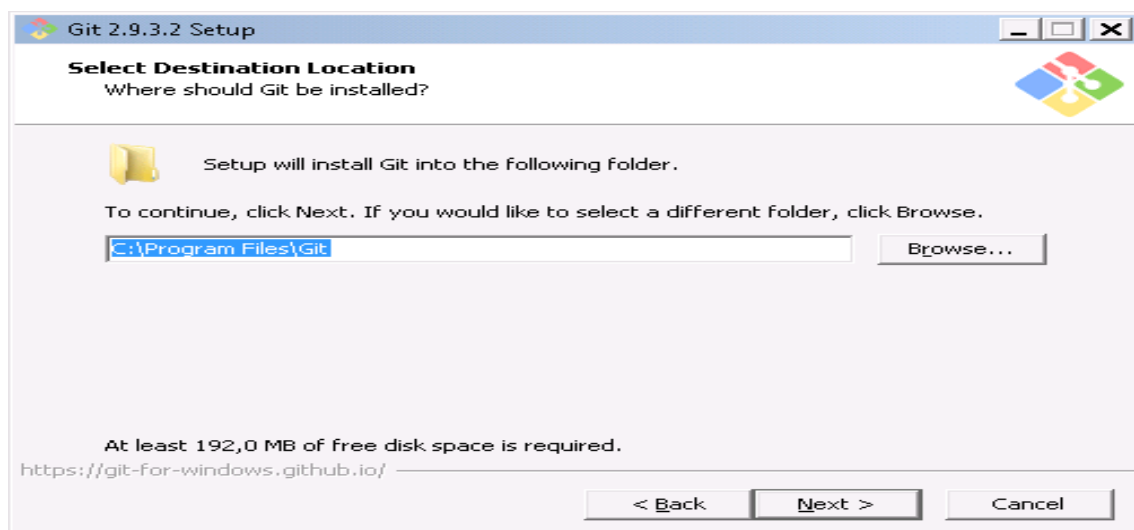 Git 2.9.3.2 Setup
Select Destination Location
Where should Git be installed?
Setup will install Git into the following folder.
To continue, click Next. If you would like to select a different folder, click Browse.
C:\Program Files\Git
Browse...
At least 192,0 MB of free disk space is required.
https://git-for-windows.github.io/
< Back Next > Cancel